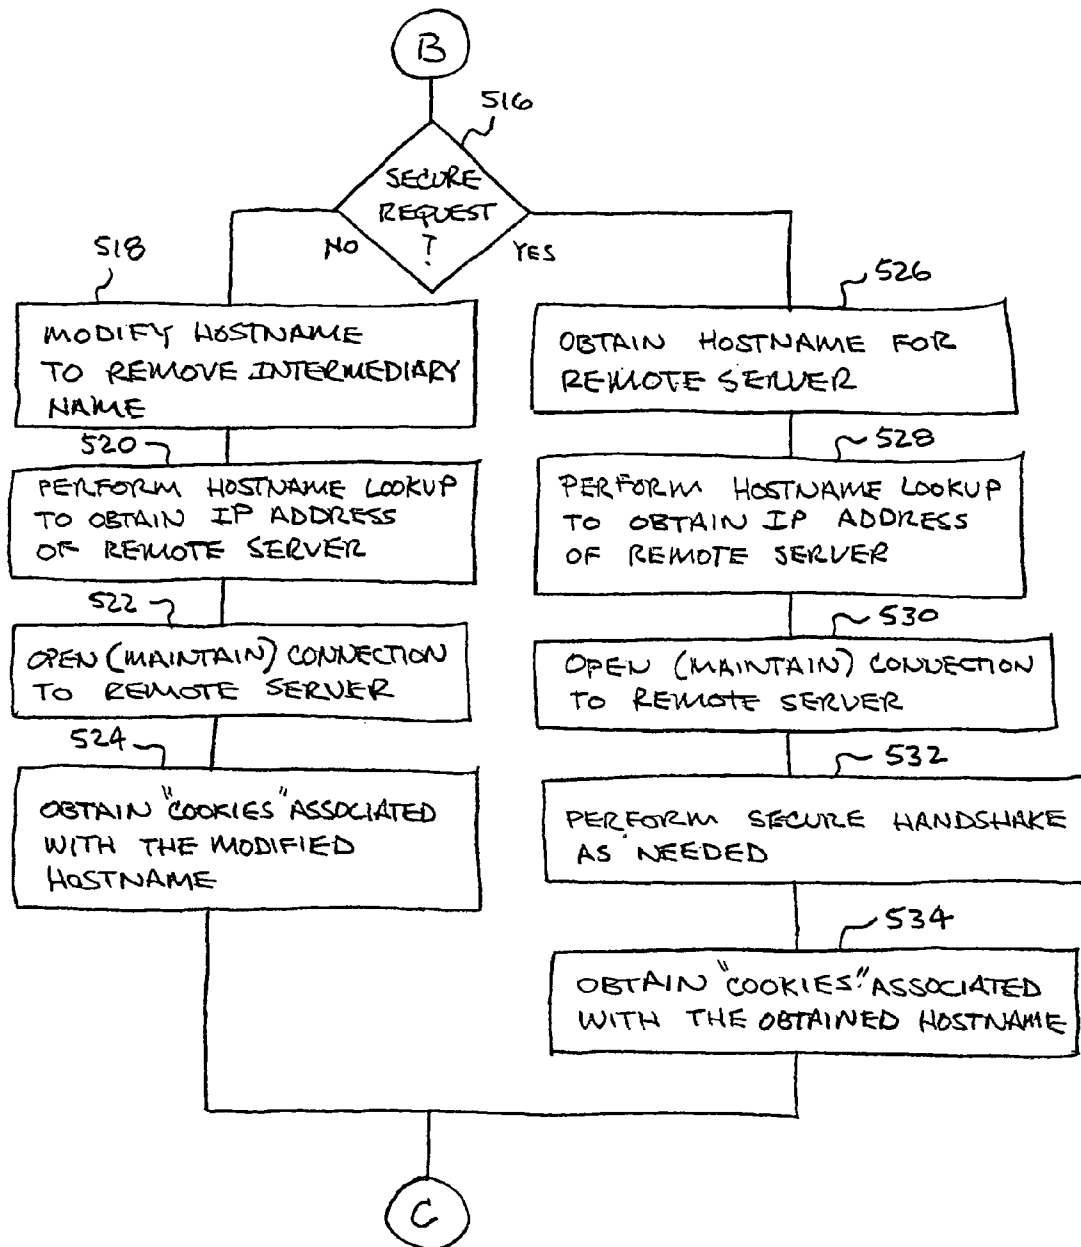 B
516
SECURE
REQUEST
?
NO
YES
518
MODIFY HOSTNAME
TO REMOVE INTERMEDIARY
NAME
520
PERFORM HOSTNAME LOOKUP
TO OBTAIN IP ADDRESS
OF REMOTE SERVER
522
OPEN (MAINTAIN) CONNECTION
TO REMOTE SERVER
524
OBTAIN "COOKIES" ASSOCIATED
WITH THE MODIFIED
HOSTNAME
526
OBTAIN HOSTNAME FOR
REMOTE SERVER
528
PERFORM HOSTNAME LOOKUP
TO OBTAIN IP ADDRESS
OF REMOTE SERVER
530
OPEN (MAINTAIN) CONNECTION
TO REMOTE SERVER
532
PERFORM SECURE HANDSHAKE
AS NEEDED
534
OBTAIN "COOKIES" ASSOCIATED
WITH THE OBTAINED HOSTNAME
C